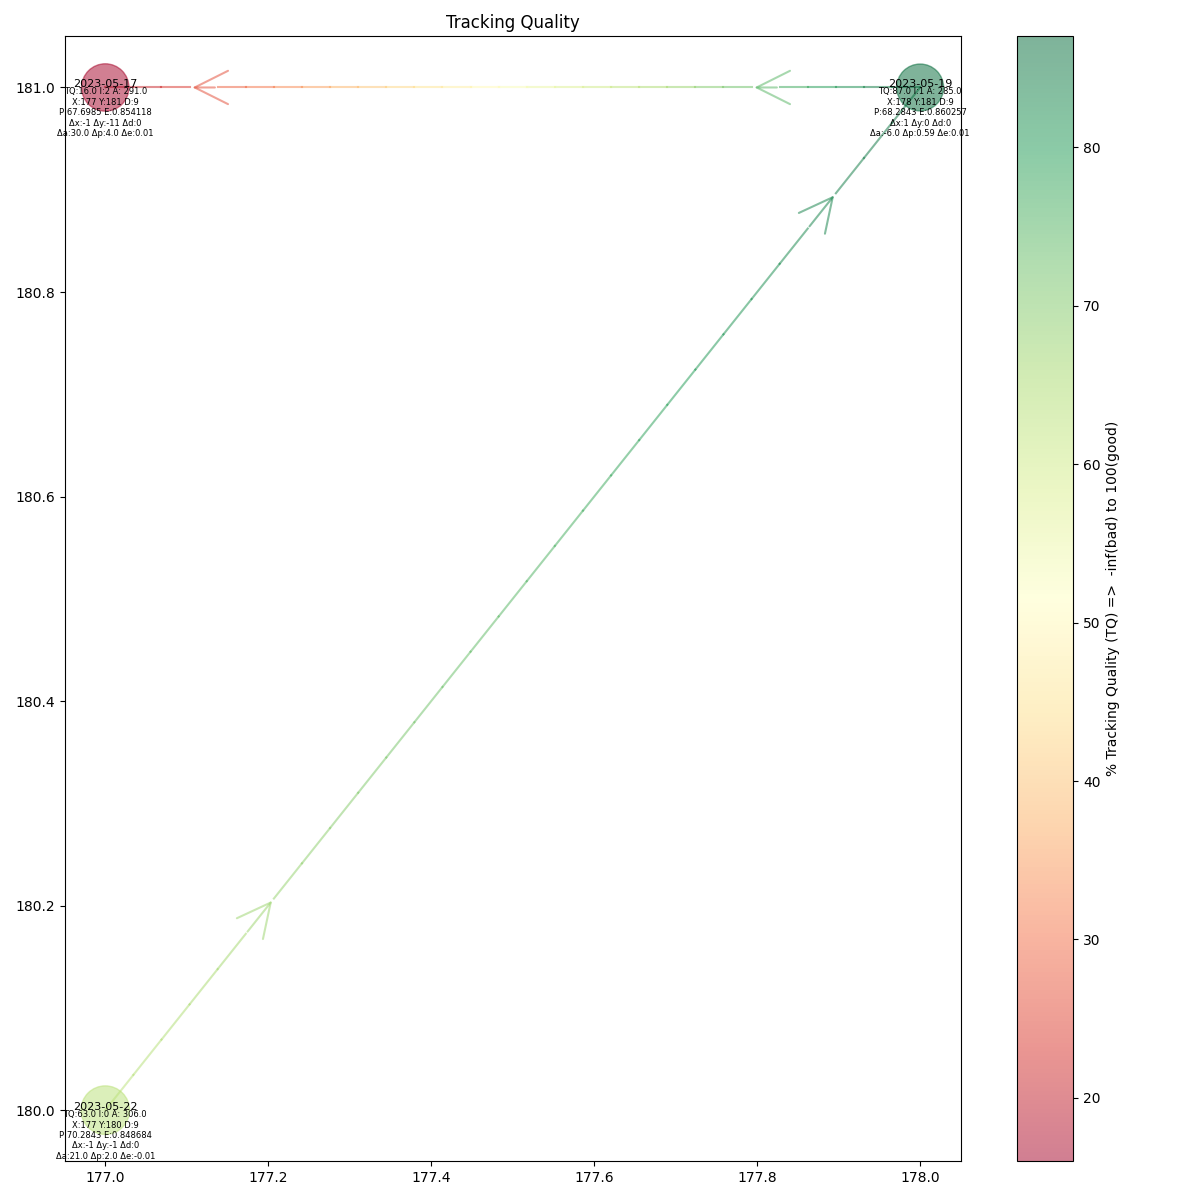 Tracking Quality
2023-05-17
TQ:16.0 I:2 A: 291.0
X:177 Y:181 D:9
P:67.6985 E:0.854118
Δx:-1 Δy:-11 Δd:0
Δa:30.0 Δp:4.0 Δe:0.01
2023-05-19
TQ:87.0 I:1 A: 285.0
X:178 Y:181 D:9
P:68.2843 E:0.860257
Δx:1 Δy:0 Δd:0
Δa:-6.0 Δp:0.59 Δe:0.01
2023-05-22
TQ:63.0 I:0 A: 306.0
X:177 Y:180 D:9
P:70.2843 E:0.848684
Δx:-1 Δy:-1 Δd:0
Δa:21.0 Δp:2.0 Δe:-0.01
181.0
180.8
180.6
180.4
180.2
180.0
177.0
177.2
177.4
177.6
177.8
178.0
80
70
60
50
40
30
20
% Tracking Quality (TQ) => -inf(bad) to 100(good)